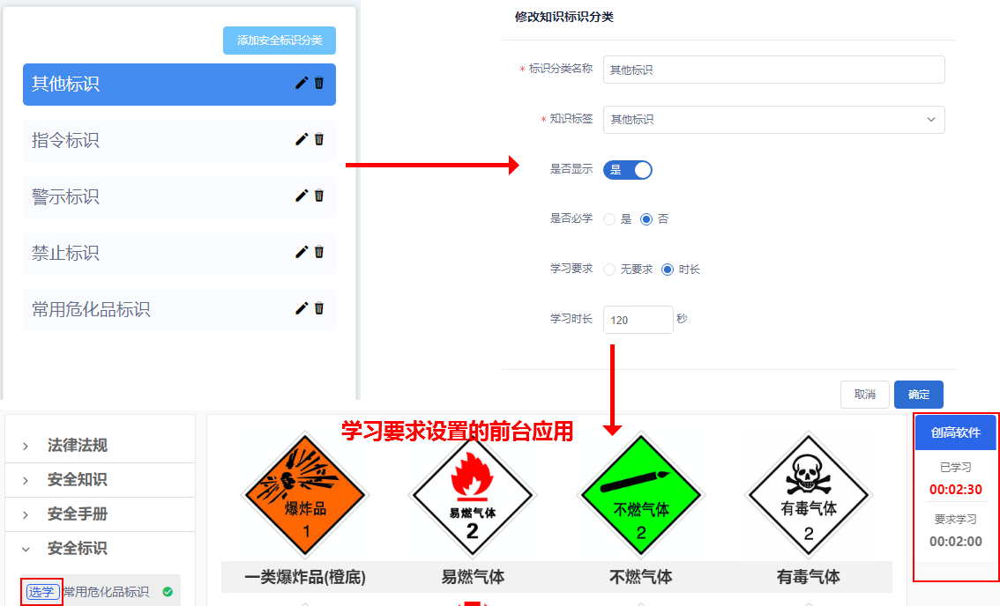 添加安全标识分类
其他标识
指令标识
警示标识
禁止标识
常用危化品标识
修改知识标识分类
* 标识分类名称 其他标识
* 知识标签 其他标识
是否显示 是
是否必学 是 否
学习要求 无要求 时长
学习时长 120 秒
取消 确定
学习要求设置的前台应用
法律法规
安全知识
安全手册
安全标识
选学 常用危化品标识
爆炸品
1
易燃气体
2
不燃气体
2
有毒气体
2
一类爆炸品(橙底) 易燃气体 不燃气体 有毒气体
创高软件
已学习
00:02:30
要求学习
00:02:00